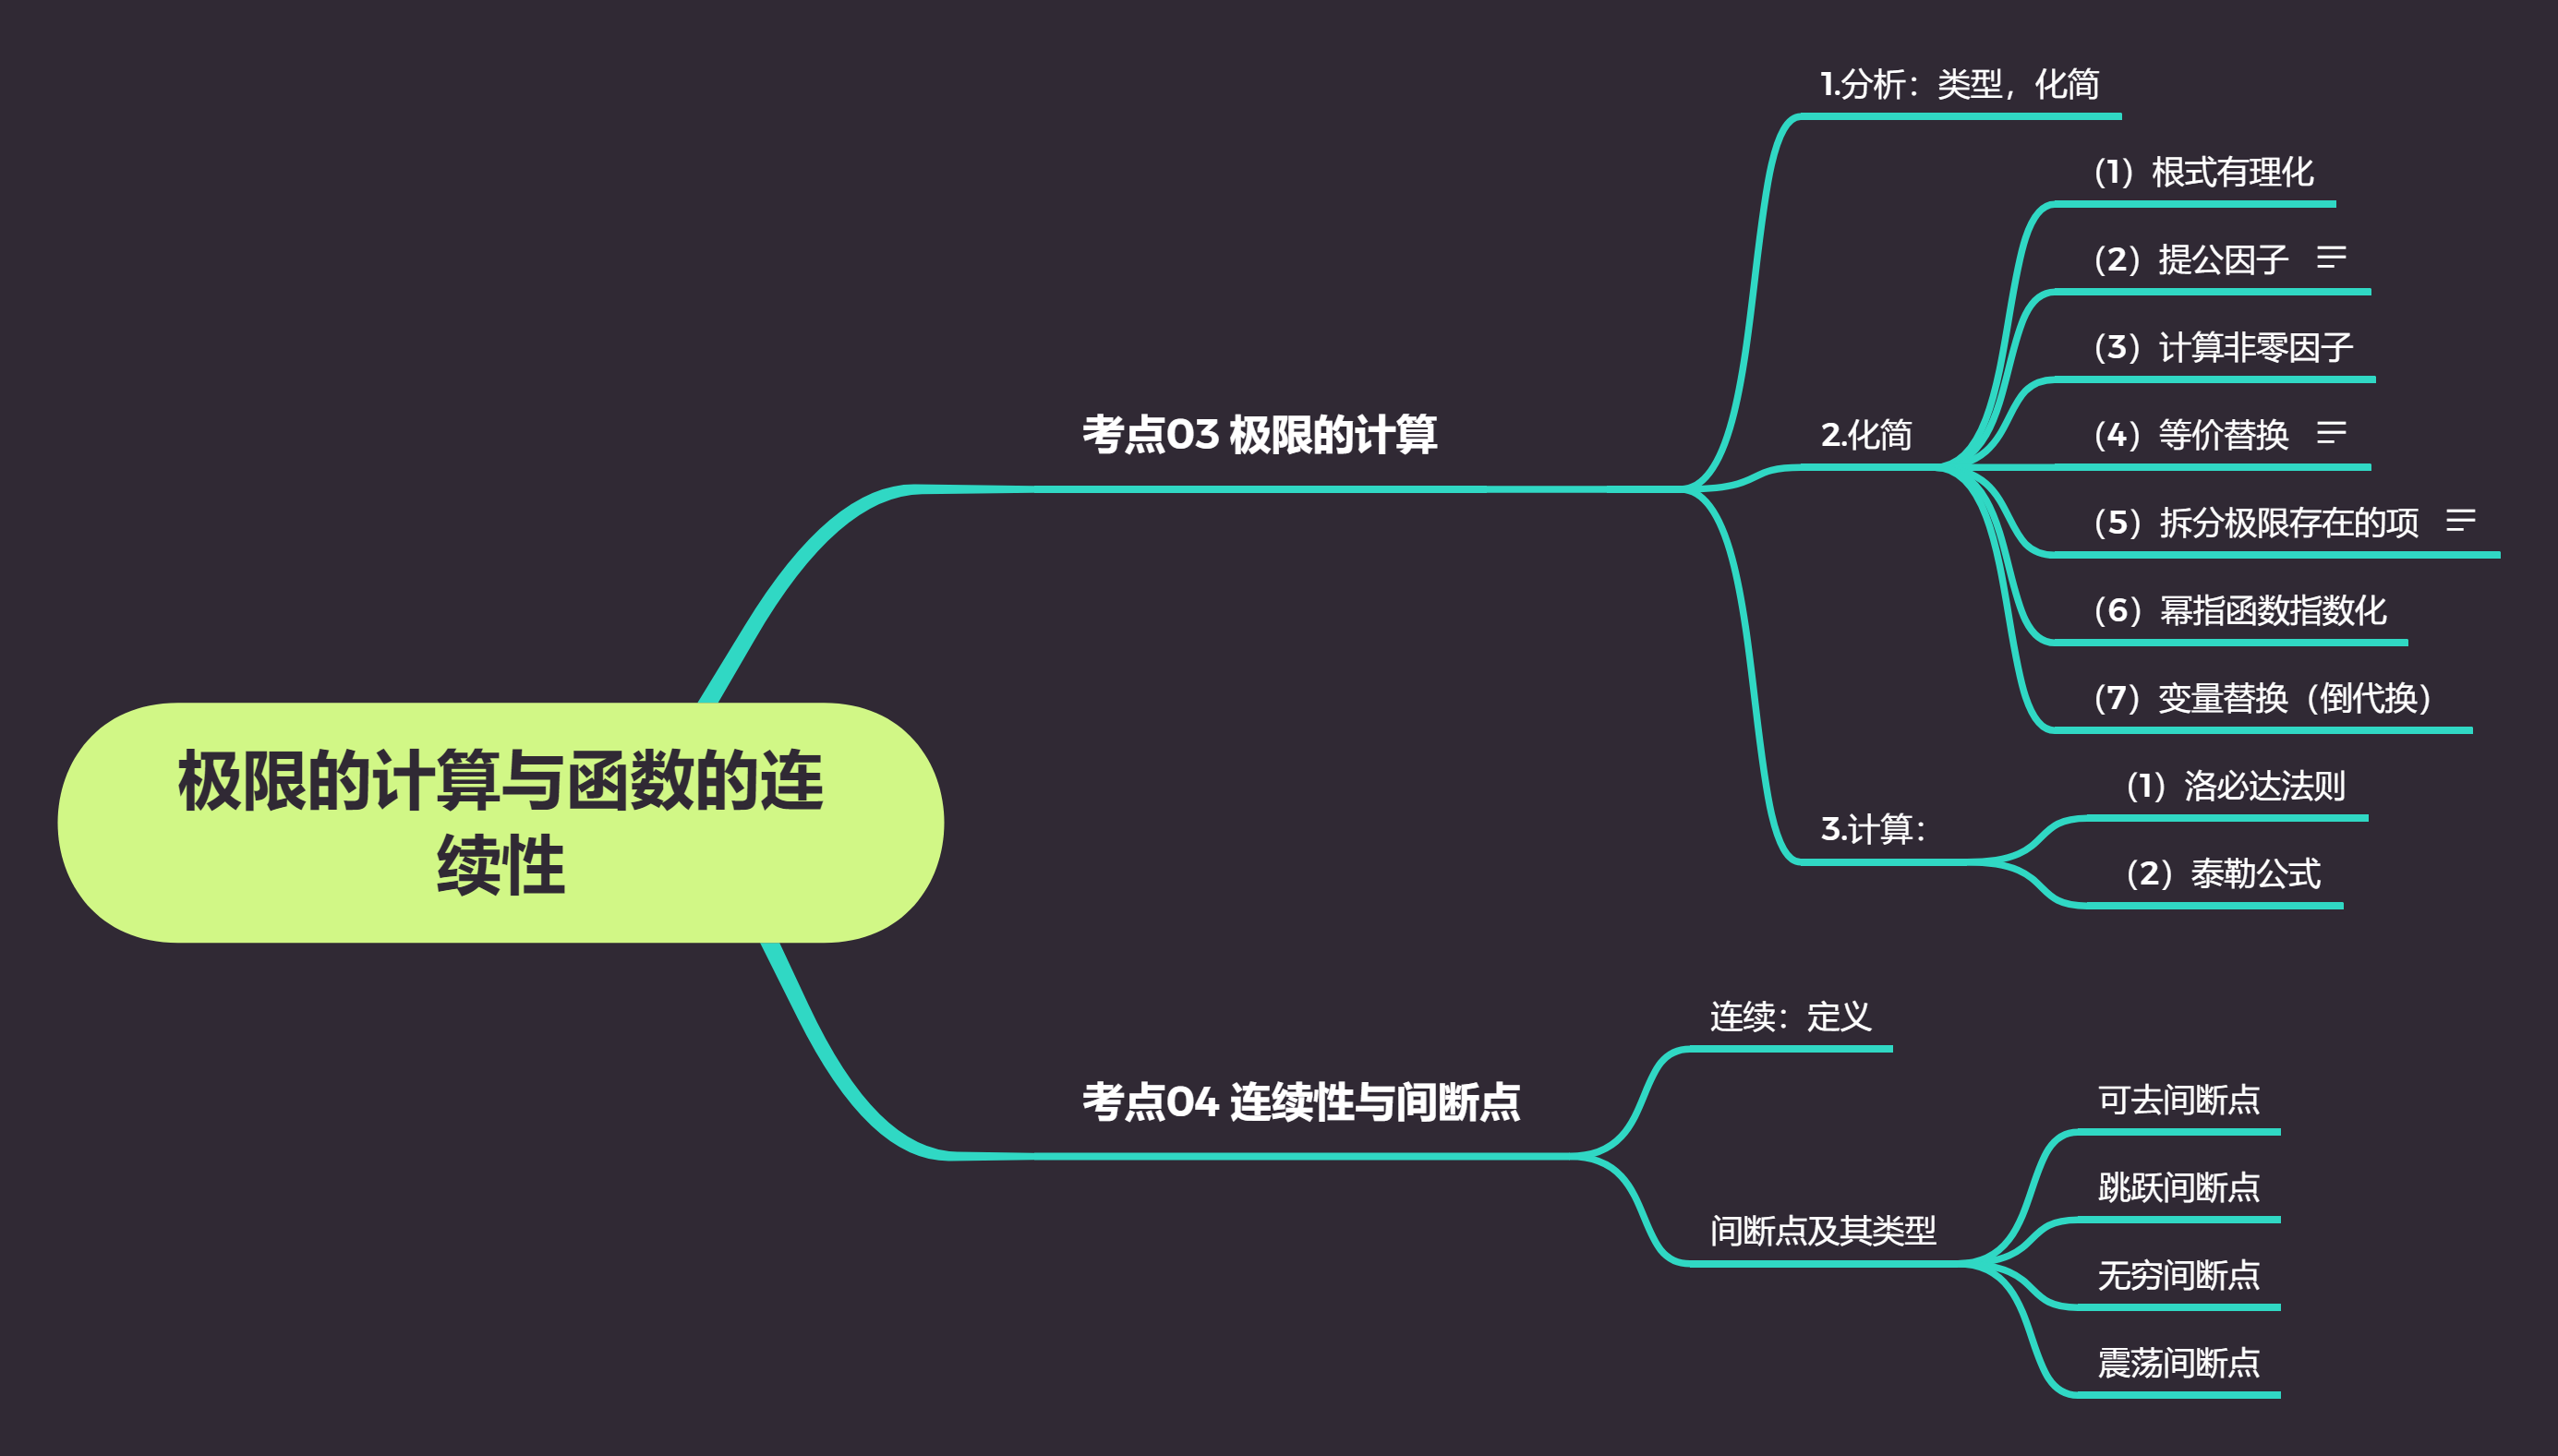 极限的计算与函数的连
续性
考点03 极限的计算
1.分析：类型，化简
2.化简
（1）根式有理化
（2）提公因子
（3）计算非零因子
（4）等价替换
（5）拆分极限存在的项
（6）幂指函数指数化
（7）变量替换（倒代换）
3.计算：
（1）洛必达法则
（2）泰勒公式
考点04 连续性与间断点
连续：定义
间断点及其类型
可去间断点
跳跃间断点
无穷间断点
震荡间断点